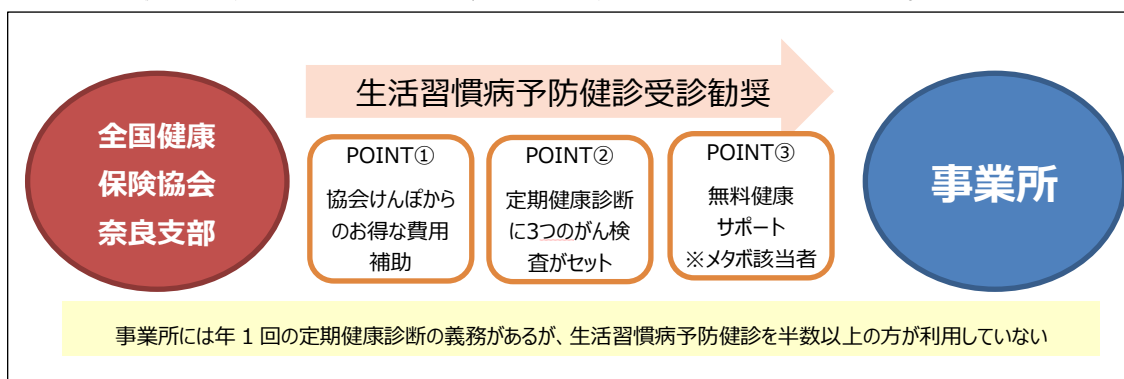 生活習慣病予防健診受診勧奨
全国健康
保険協会
奈良支部
POINT①
協会けんぽから
のお得な費用
補助
POINT②
定期健康診断
に3つのがん検
査がセット
POINT③
無料健康
サポート
※メタボ該当者
事業所
事業所には年 1 回の定期健康診断の義務があるが、生活習慣病予防健診を半数以上の方が利用していない